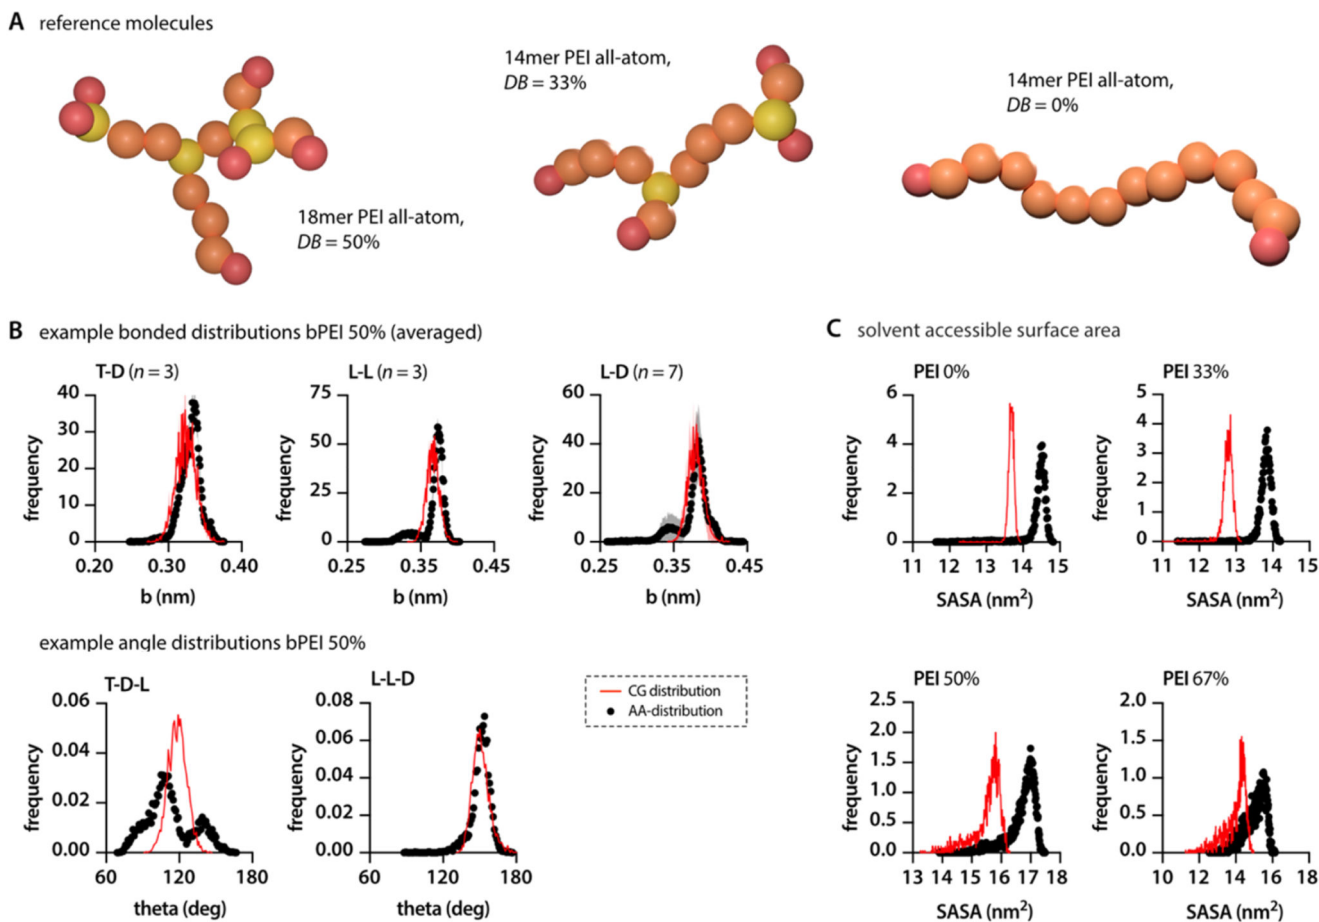 A reference molecules
18mer PEI all-atom,
DB = 50%
14mer PEI all-atom,
DB = 33%
14mer PEI all-atom,
DB = 0%
B example bonded distributions bPEI 50% (averaged)
T-D (n = 3)
frequency
40
30
20
10
0
0.20 0.30 0.40
b (nm)
L-L (n = 3)
frequency
75
50
25
0
0.25 0.35 0.45
b (nm)
L-D (n = 7)
frequency
60
40
20
0
0.25 0.35 0.45
b (nm)
example angle distributions bPEI 50%
T-D-L
frequency
0.06
0.04
0.02
0.00
60 120 180
theta (deg)
L-L-D
frequency
0.08
0.06
0.04
0.02
0.00
60 120 180
theta (deg)
CG distribution
AA-distribution
C solvent accessible surface area
PEI 0%
frequency
6
4
2
0
11 12 13 14 15
SASA (nm²)
PEI 33%
frequency
5
4
3
2
1
0
11 12 13 14 15
SASA (nm²)
PEI 50%
frequency
2.5
2.0
1.5
1.0
0.5
0.0
13 14 15 16 17 18
SASA (nm²)
PEI 67%
frequency
2.0
1.5
1.0
0.5
0.0
10 12 14 16 18
SASA (nm²)